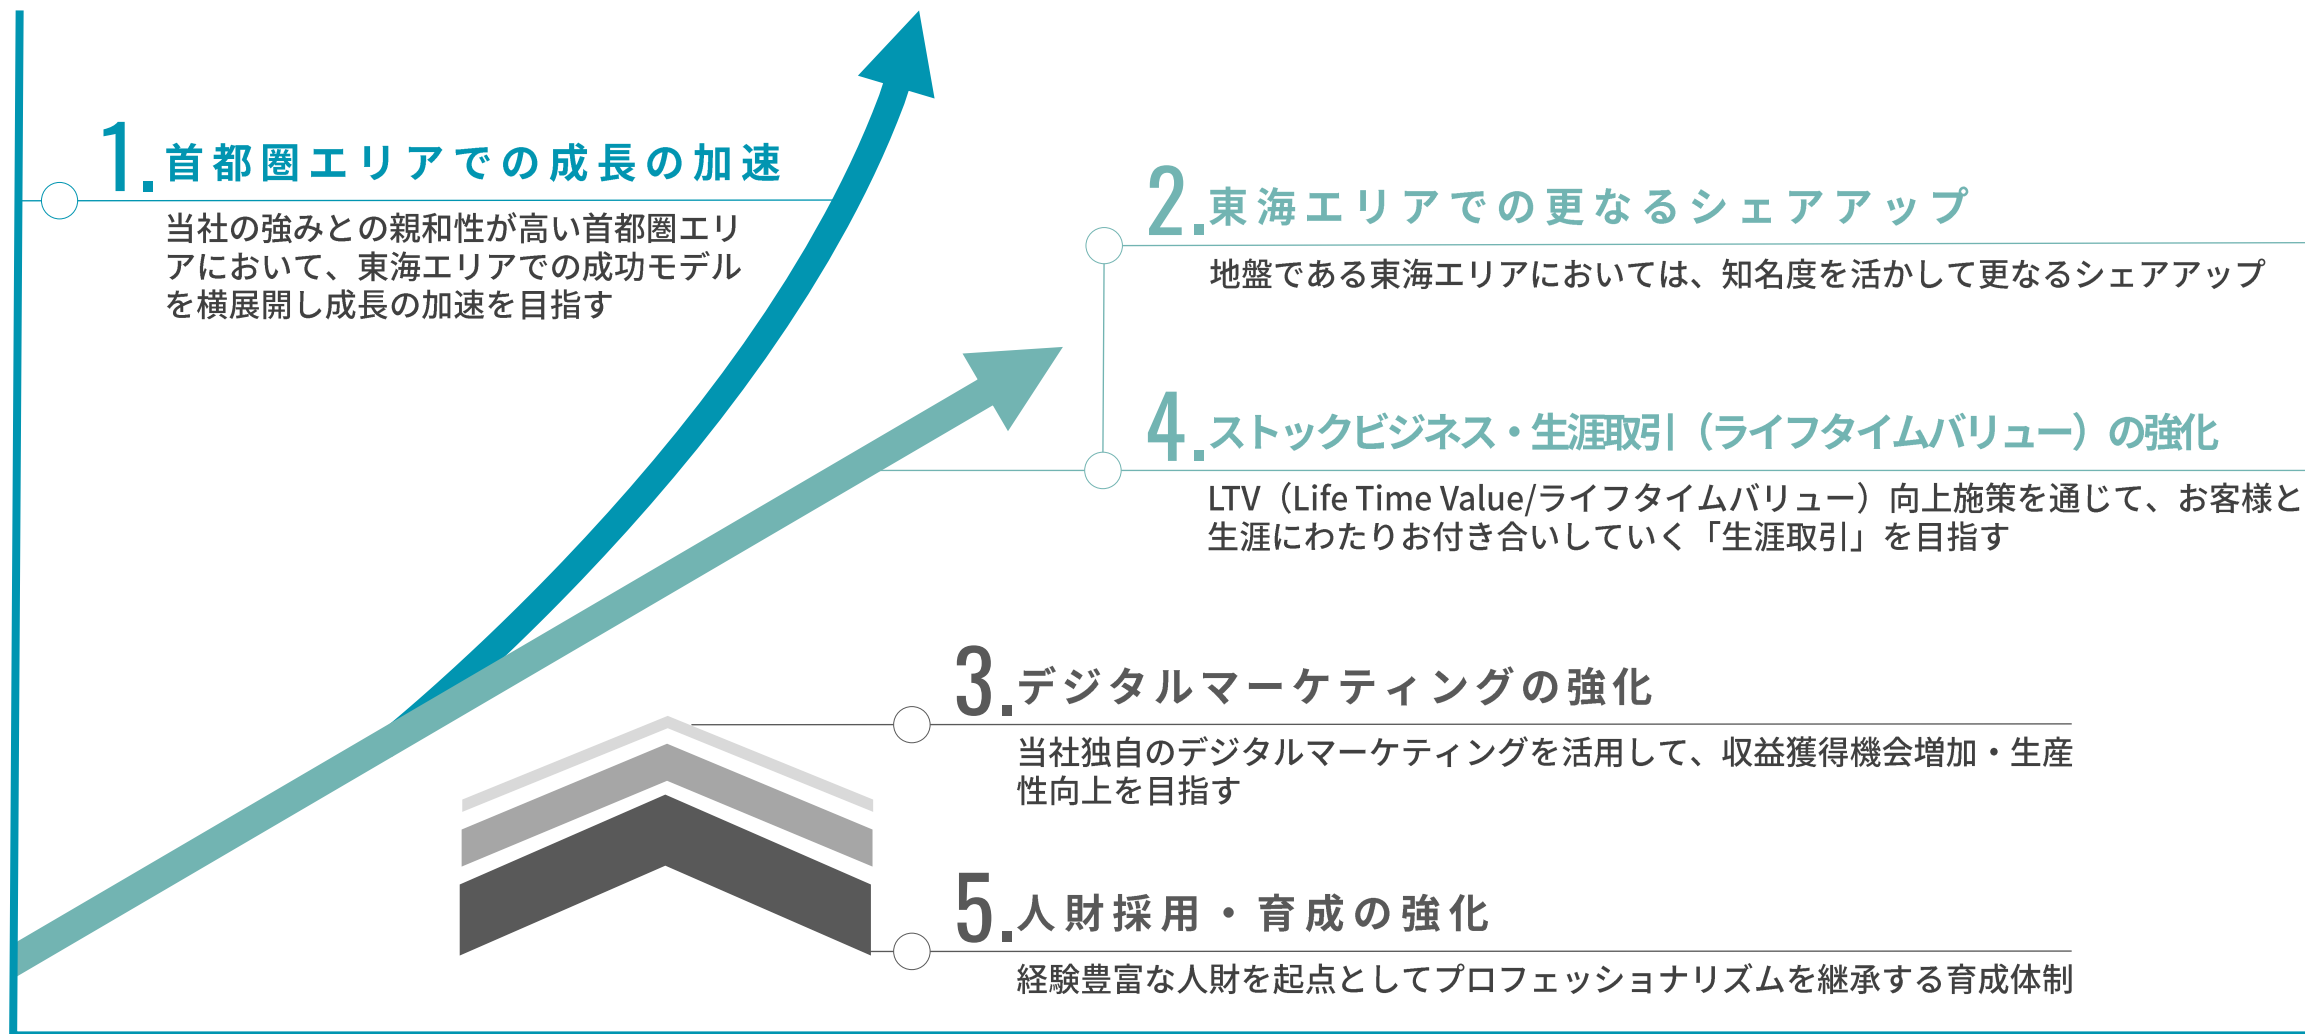 1. 首都圏エリアでの成長の加速
当社の強みとの親和性が高い首都圏エリ
アにおいて、東海エリアでの成功モデル
を横展開し成長の加速を目指す
2. 東海エリアでの更なるシェアアップ
地盤である東海エリアにおいては、知名度を活かして更なるシェアアップ
4. ストックビジネス・生涯取引（ライフタイムバリュー）の強化
LTV（Life Time Value/ライフタイムバリュー）向上施策を通じて、お客様と
生涯にわたりお付き合いしていく「生涯取引」を目指す
3. デジタルマーケティングの強化
当社独自のデジタルマーケティングを活用して、収益獲得機会増加・生産
性向上を目指す
5. 人財採用・育成の強化
経験豊富な人財を起点としてプロフェッショナリズムを継承する育成体制